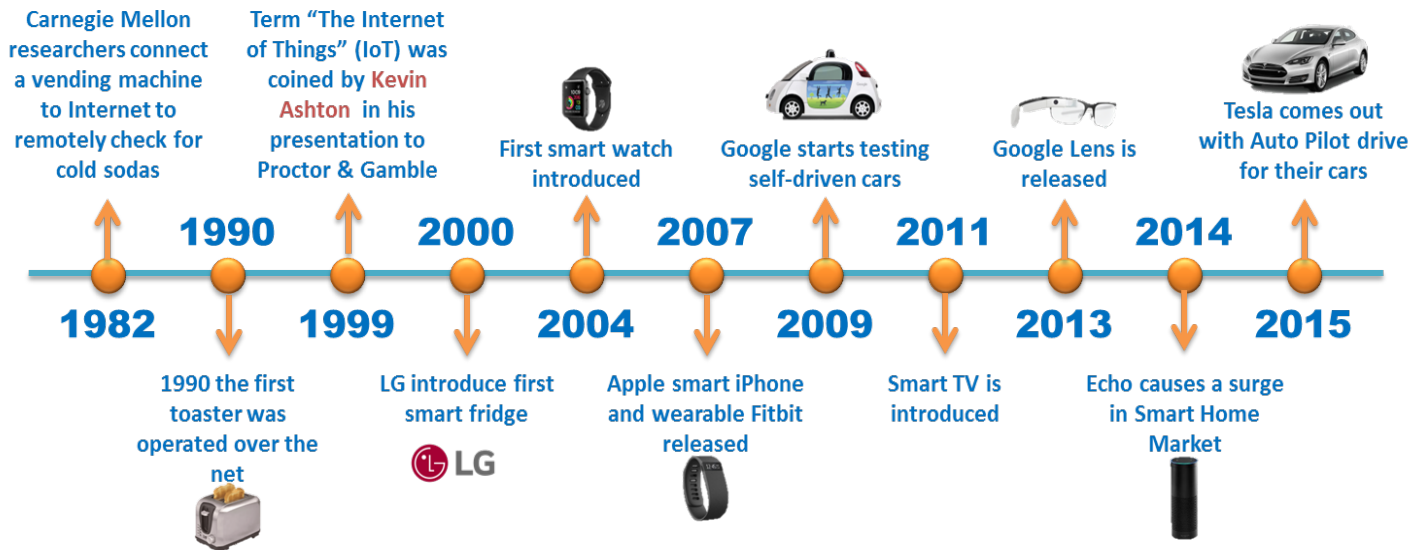 Carnegie Mellon
researchers connect
a vending machine
to Internet to
remotely check for
cold sodas
1982
1990
1990 the first
toaster was
operated over the
net
Term “The Internet
of Things” (IoT) was
coined by Kevin
Ashton in his
presentation to
Proctor & Gamble
1999
2000
LG introduce first
smart fridge
LG
First smart watch
introduced
2004
2007
Apple smart iPhone
and wearable Fitbit
released
Google starts testing
self-driven cars
2009
2011
Smart TV is
introduced
Google Lens is
released
2013
2014
Echo causes a surge
in Smart Home
Market
Tesla comes out
with Auto Pilot drive
for their cars
2015